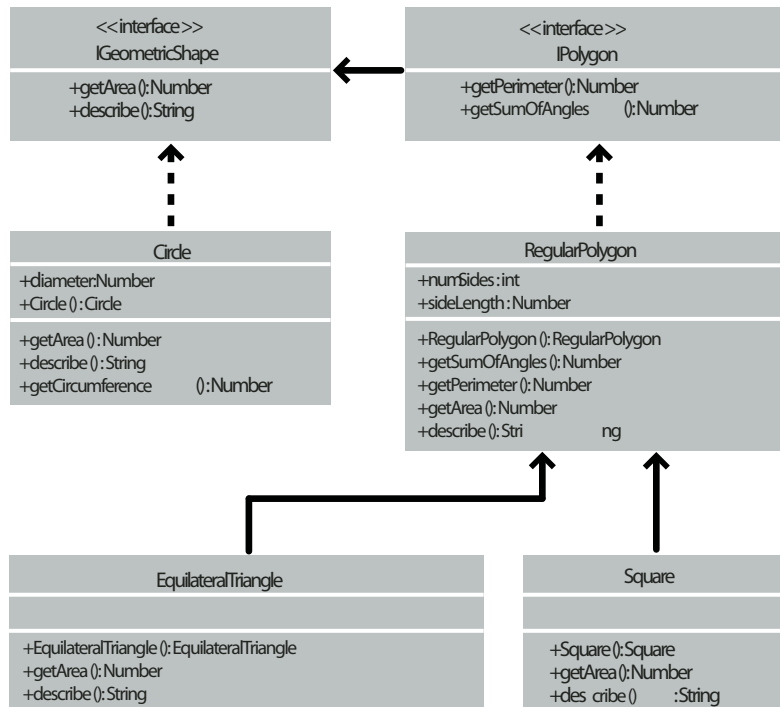 <<interface>>
IGeometricShape
+getArea():Number
+describe():String
<<interface>>
IPolygon
+getPerimeter():Number
+getSumOfAngles ():Number
Circle
+diameter:Number
+Circle():Circle
+getArea():Number
+describe():String
+getCircumference ():Number
RegularPolygon
+numSides:int
+sideLength:Number
+RegularPolygon():RegularPolygon
+getSumOfAngles():Number
+getPerimeter():Number
+getArea():Number
+describe():Stri ng
EquilateralTriangle
+EquilateralTriangle():EquilateralTriangle
+getArea():Number
+describe():String
Square
+Square():Square
+getArea():Number
+des cribe() :String